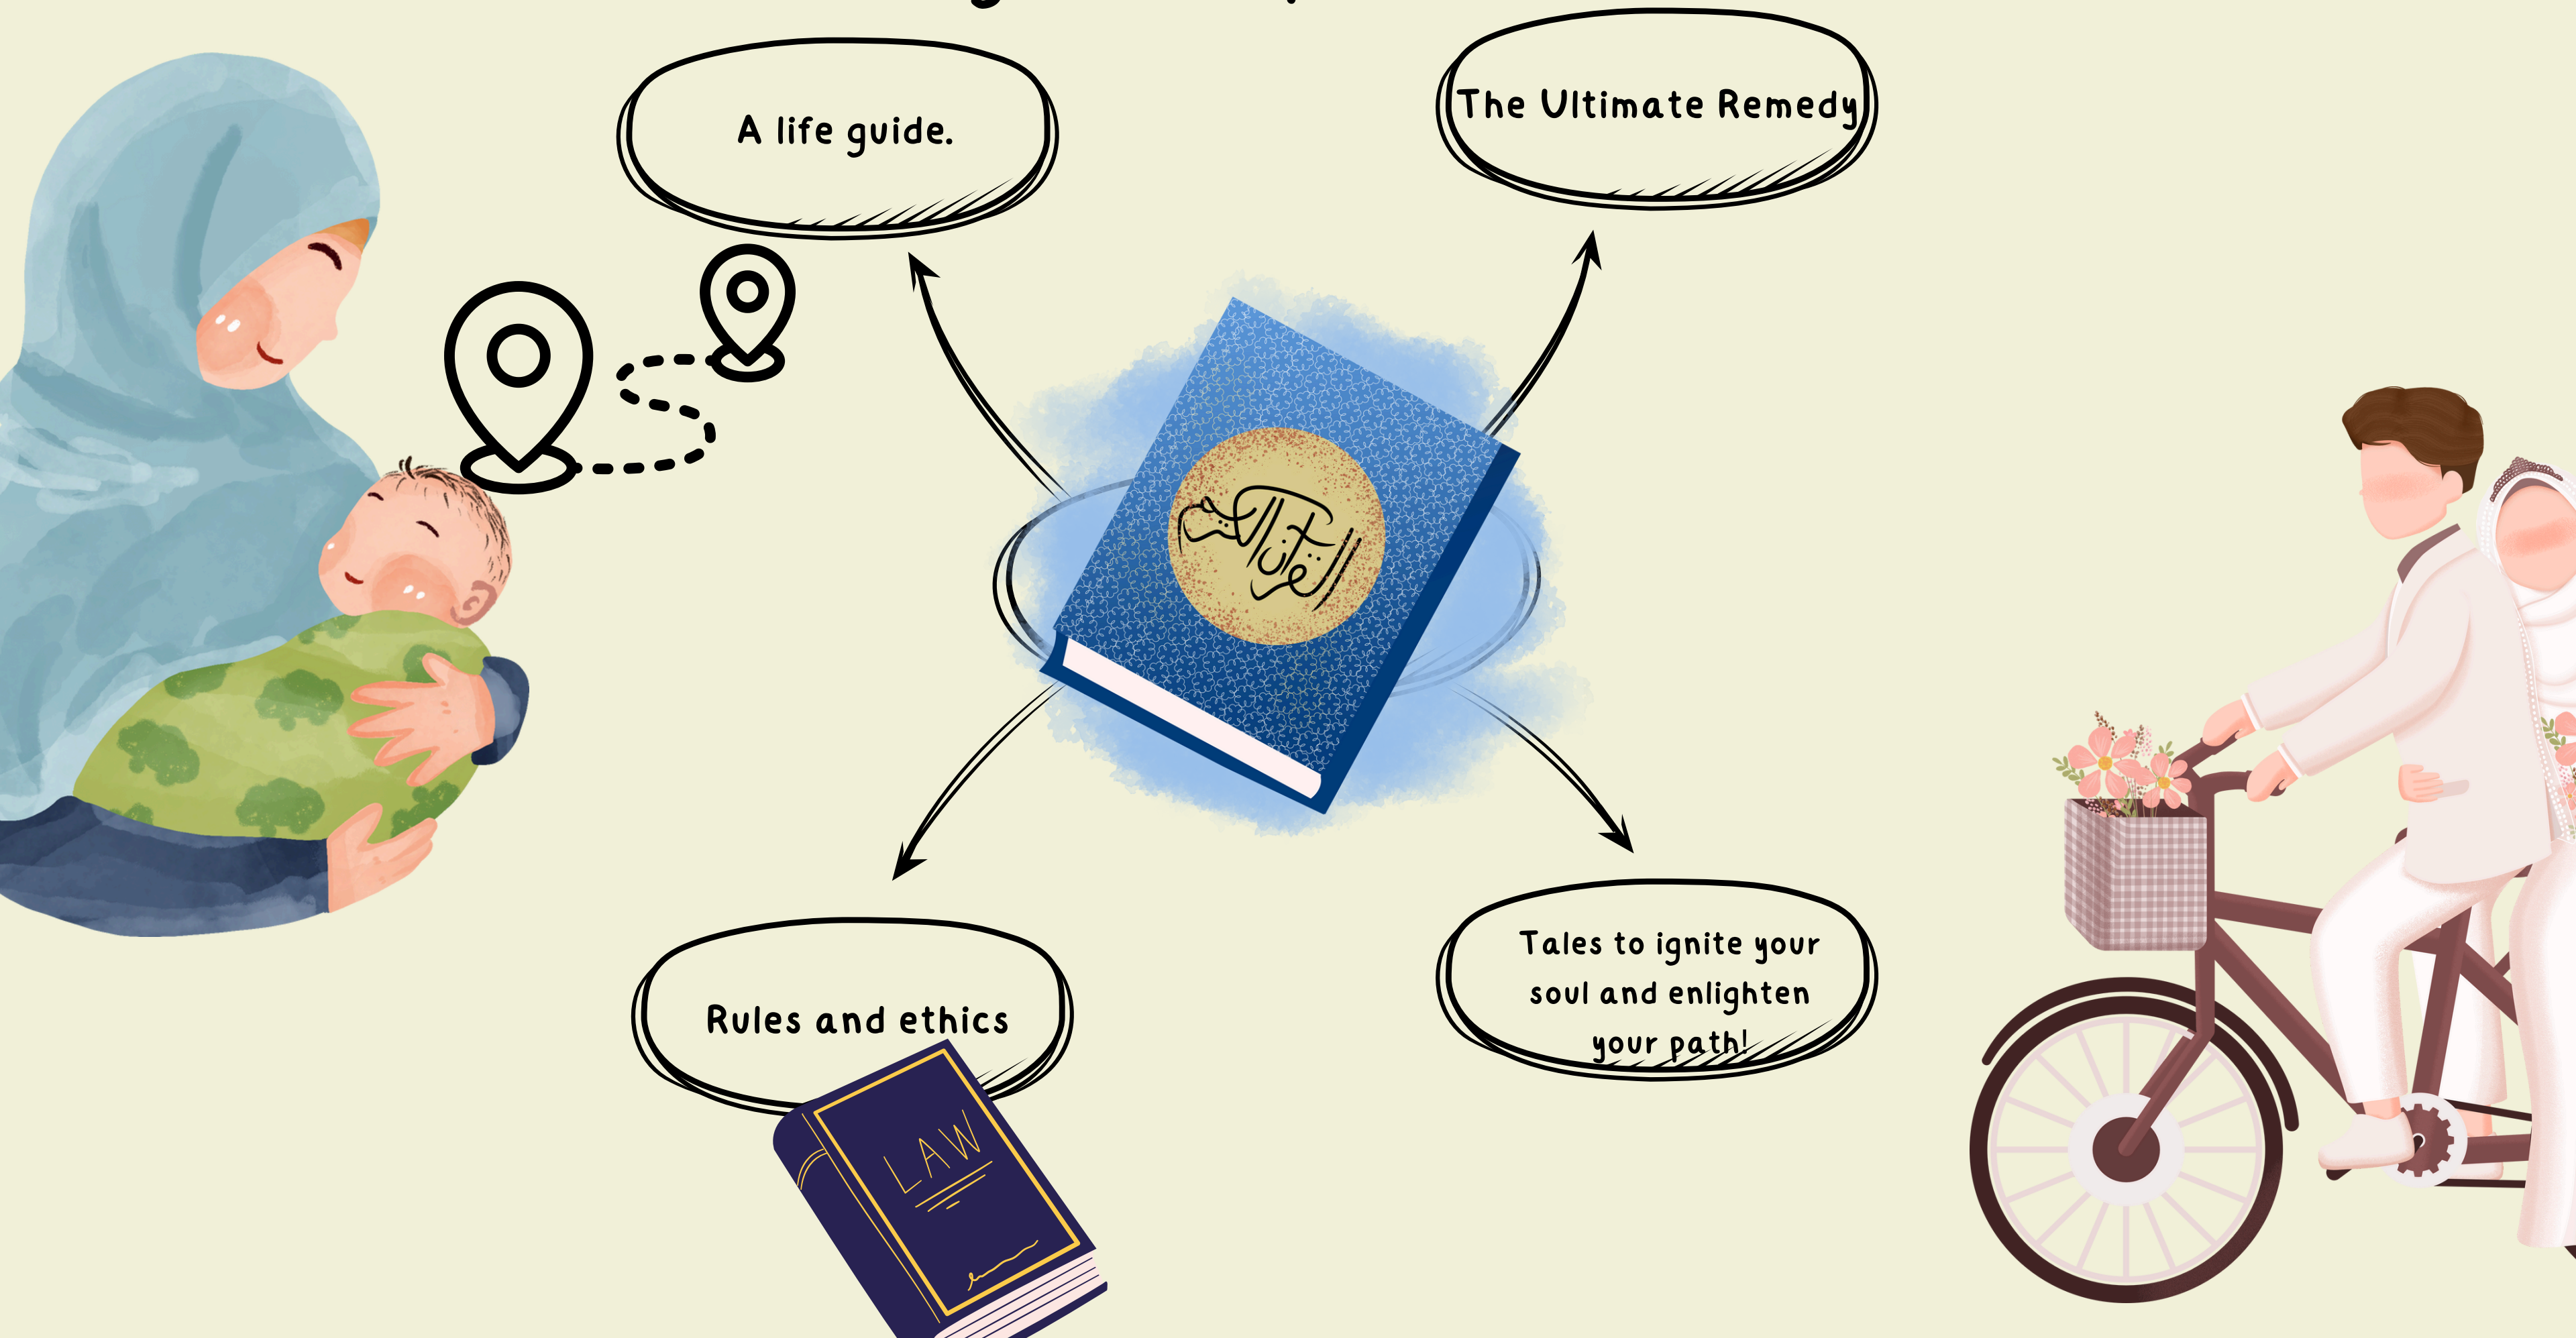 A life guide.
The Ultimate Remedy
القرآن الكريم
Rules and ethics
LAW
Tales to ignite your
soul and enlighten
your path!